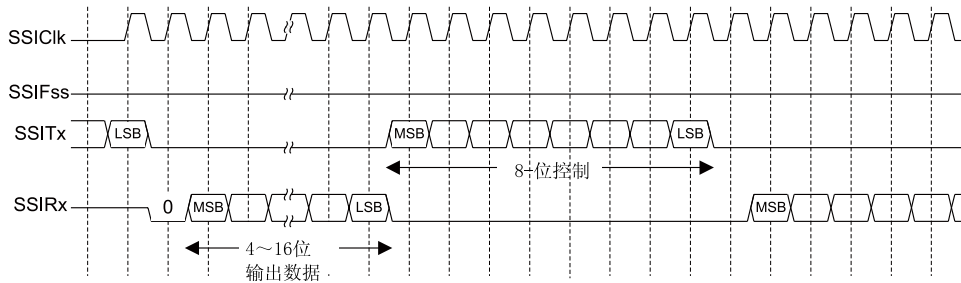 SSIClk
SSIFss
SSITx
LSB
MSB
LSB
8-位控制
SSIRx
0
MSB
LSB
MSB
4～16位
输出数据